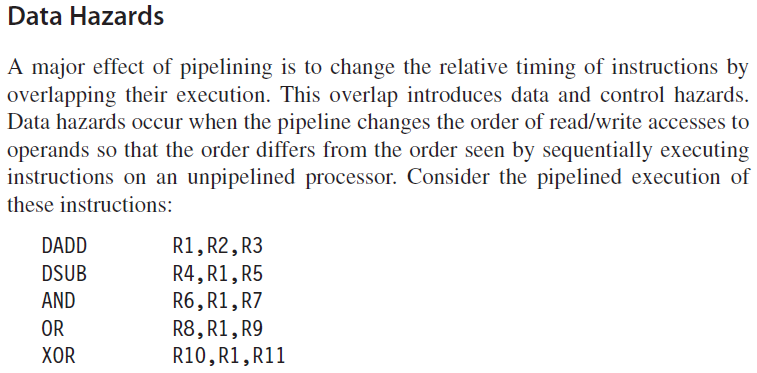 Data Hazards
A major effect of pipelining is to change the relative timing of instructions by
overlapping their execution. This overlap introduces data and control hazards.
Data hazards occur when the pipeline changes the order of read/write accesses to
operands so that the order differs from the order seen by sequentially executing
instructions on an unpipelined processor. Consider the pipelined execution of
these instructions:
DADD R1,R2,R3
DSUB R4,R1,R5
AND R6,R1,R7
OR R8,R1,R9
XOR R10,R1,R11